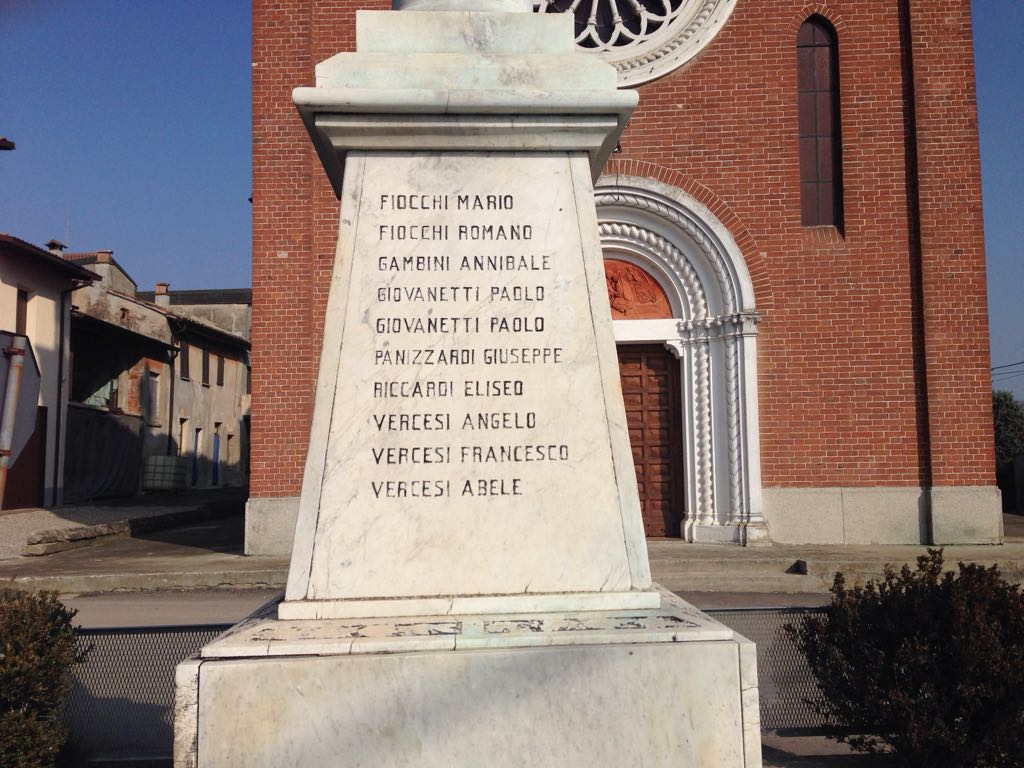 FIOCCHI MARIO
FIOCCHI ROMANO
GAMBINI ANNIBALE
GIOVANETTI PAOLO
GIOVANETTI PAOLO
PANIZZARDI GIUSEPPE
RICCARDI ELISEO
VERCESI ANGELO
VERCESI FRANCESCO
VERCESI ABELE